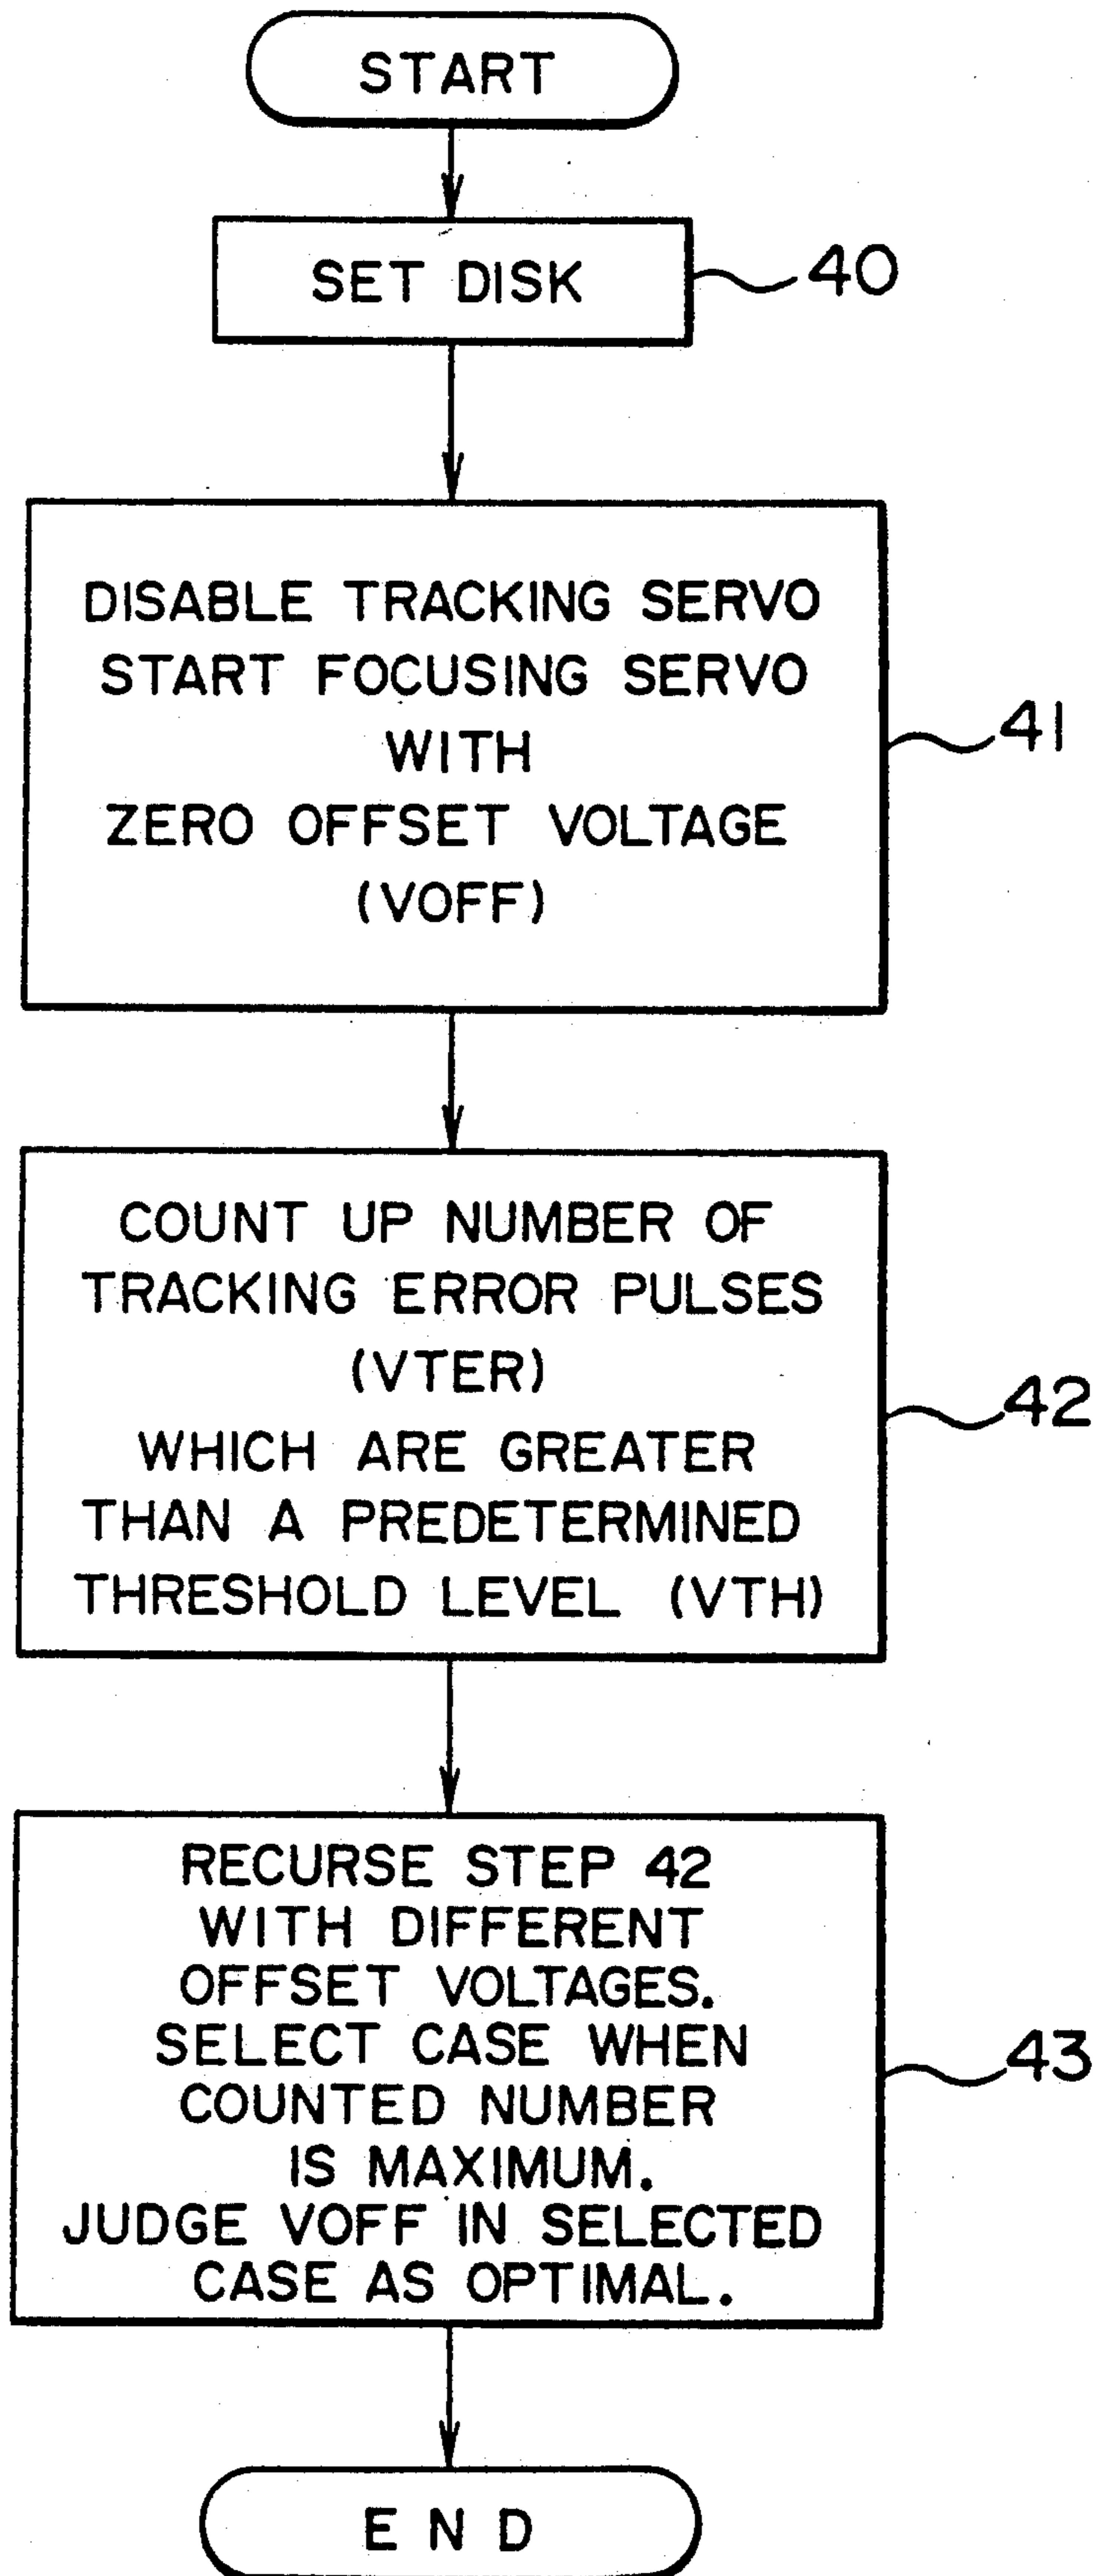 START
SET DISK
40
DISABLE TRACKING SERVO
START FOCUSING SERVO
WITH
ZERO OFFSET VOLTAGE
(VOFF)
41
COUNT UP NUMBER OF
TRACKING ERROR PULSES
(VTER)
WHICH ARE GREATER
THAN A PREDETERMINED
THRESHOLD LEVEL (VTH)
42
RECURSE STEP 42
WITH DIFFERENT
OFFSET VOLTAGES.
SELECT CASE WHEN
COUNTED NUMBER
IS MAXIMUM.
JUDGE VOFF IN SELECTED
CASE AS OPTIMAL.
43
END